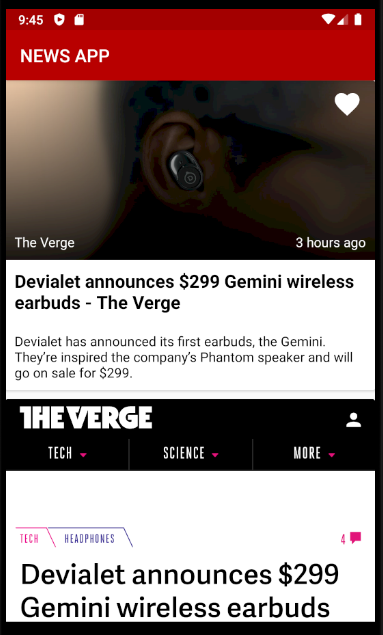 9:45
NEWS APP
The Verge
3 hours ago
Devialet announces $299 Gemini wireless
earbuds - The Verge
Devialet has announced its first earbuds, the Gemini.
They're inspired the company's Phantom speaker and will
go on sale for $299.
THE VERGE
TECH
SCIENCE
MORE
TECH
HEADPHONES
4
Devialet announces $299
Gemini wireless earbuds